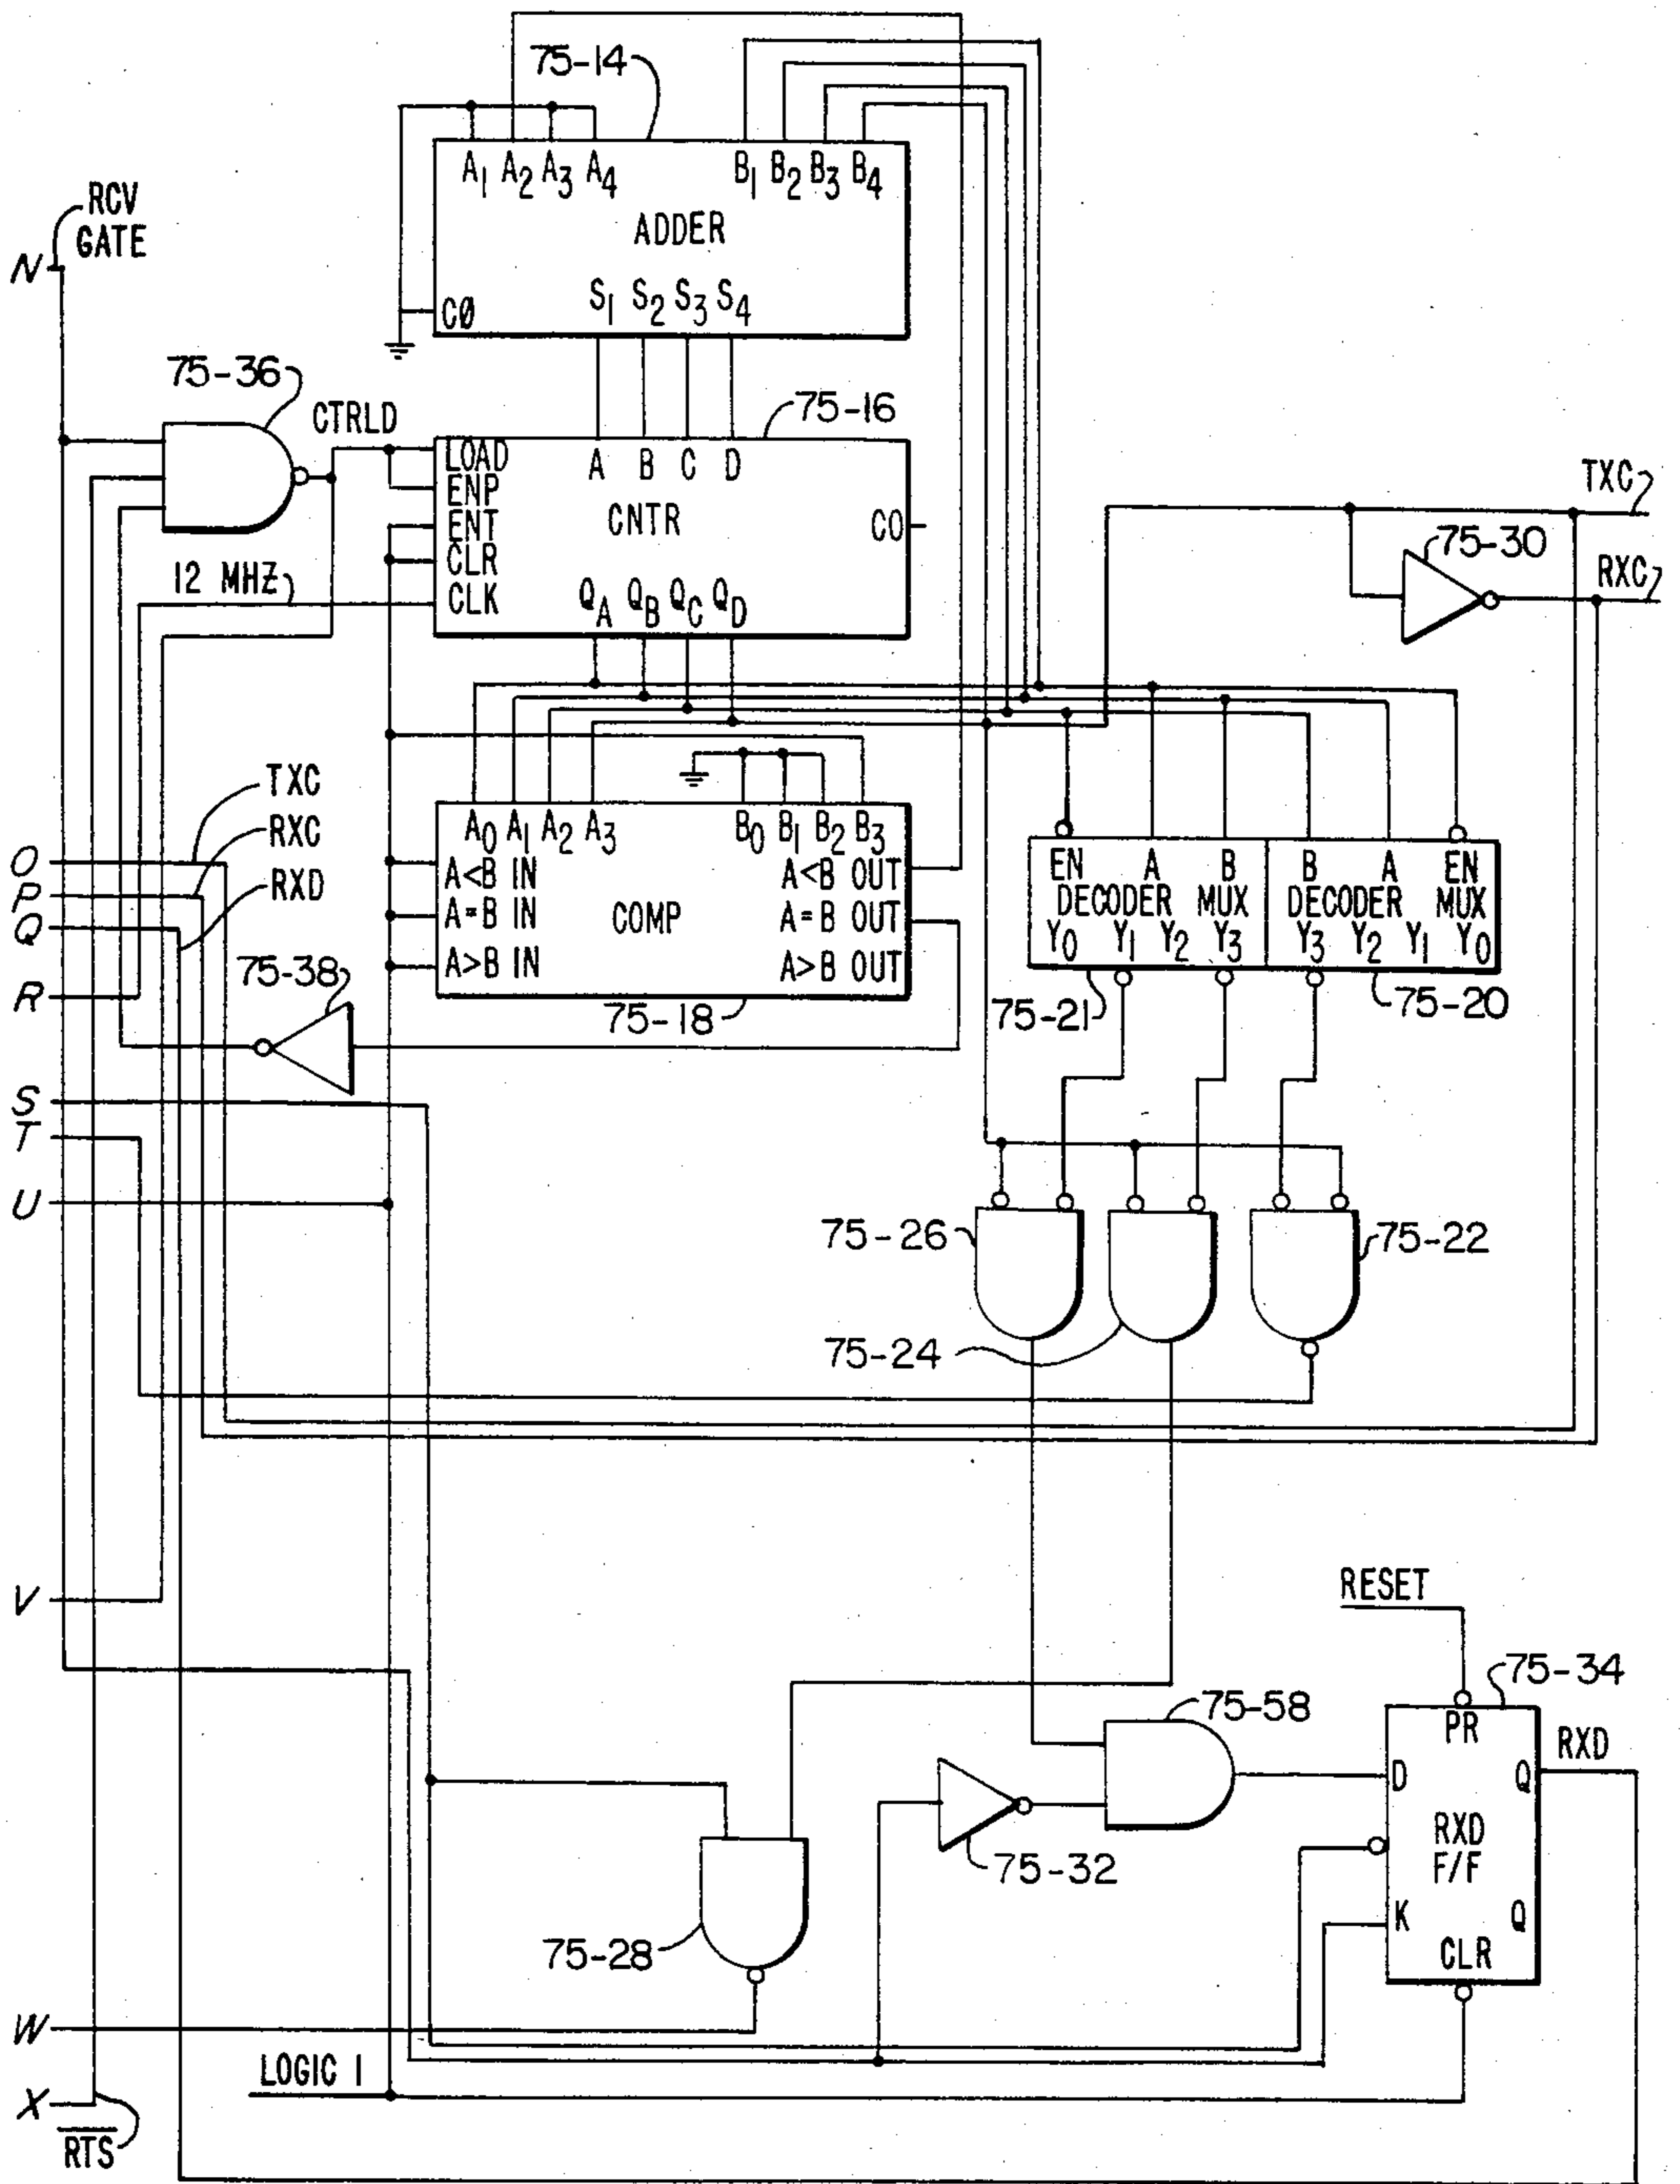 75-14
A1 A2 A3 A4 B1 B2 B3 B4
ADDER
S1 S2 S3 S4
CØ
RCV
GATE
N
75-36
CTRLD
75-16
LOAD A B C D
ENP
CNTR
ENT CO
CLR
CLK QA QB QC QD
12 MHZ
TXC
75-30
RXC
TXC
RXC
RXD
O
P
Q
R
A0 A1 A2 A3 B0 B1 B2 B3
A<B IN A<B OUT
A=B IN COMP A=B OUT
A>B IN A>B OUT
75-18
75-38
EN A B B A EN
DECODER MUX DECODER MUX
Y0 Y1 Y2 Y3 Y3 Y2 Y1 Y0
75-21
75-20
S
T
U
75-26
75-22
75-24
V
RESET
75-34
75-58
PR
RXD
D Q
RXD
F/F
75-32
K Q
CLR
75-28
W
LOGIC 1
X
RTS